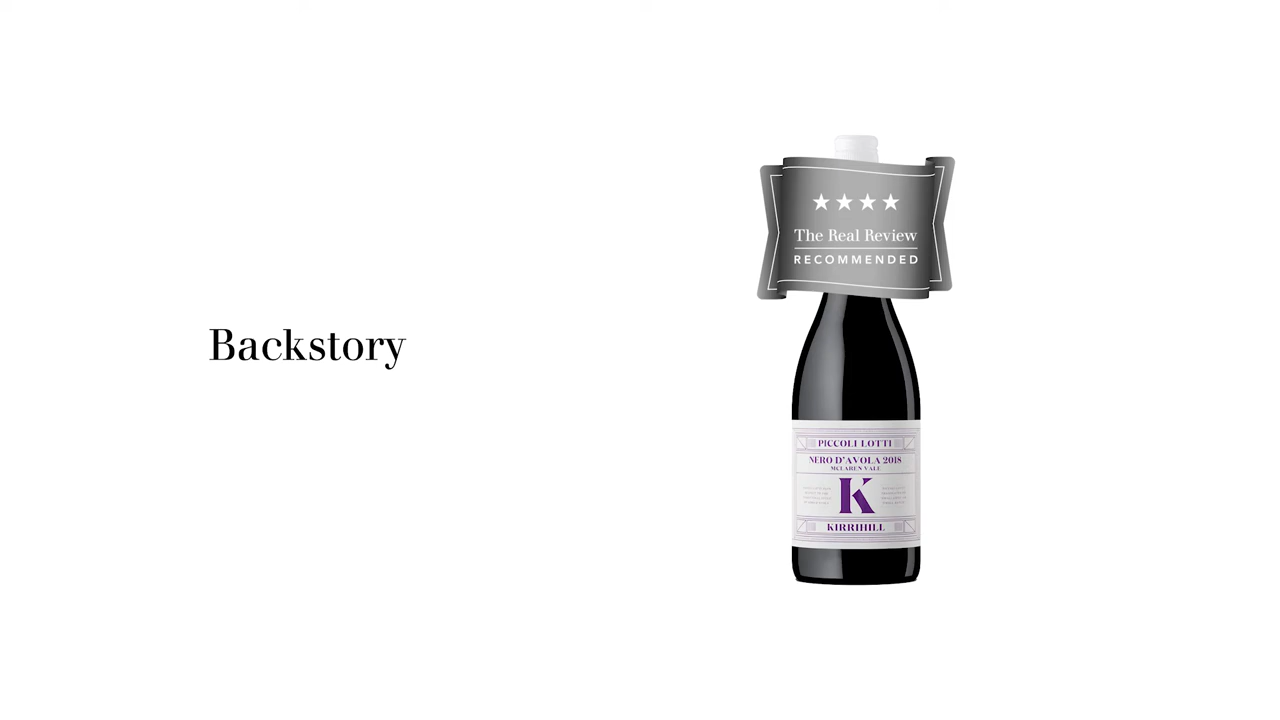 Backstory
The Real Review
RECOMMENDED
PICCOLI LOTTI
NERO D'AVOLA 2018
MCLAREN VALE
K
KIRRIHILL